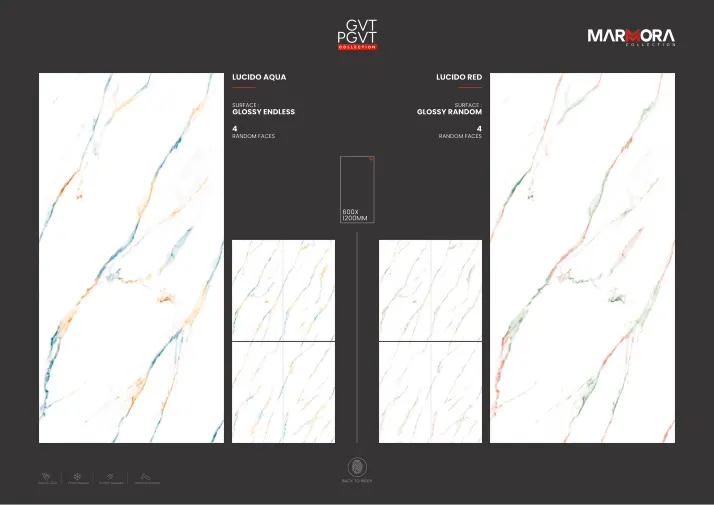 GVT
PGVT
COLLECTION
MARMORA
COLLECTION
LUCIDO AQUA
SURFACE :
GLOSSY ENDLESS
4
RANDOM FACES
LUCIDO RED
SURFACE :
GLOSSY RANDOM
4
RANDOM FACES
600X
1200MM
BACK TO INDEX